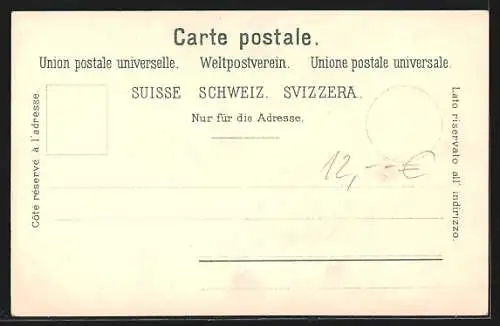 Carte postale.
Union postale universelle. Weltpostverein. Unione postale universale.
SUISSE SCHWEIZ. SVIZZERA.
Nur für die Adresse.
Côte réservé à l'adresse.
Lato riservato all' indirizzo.
12,-- €